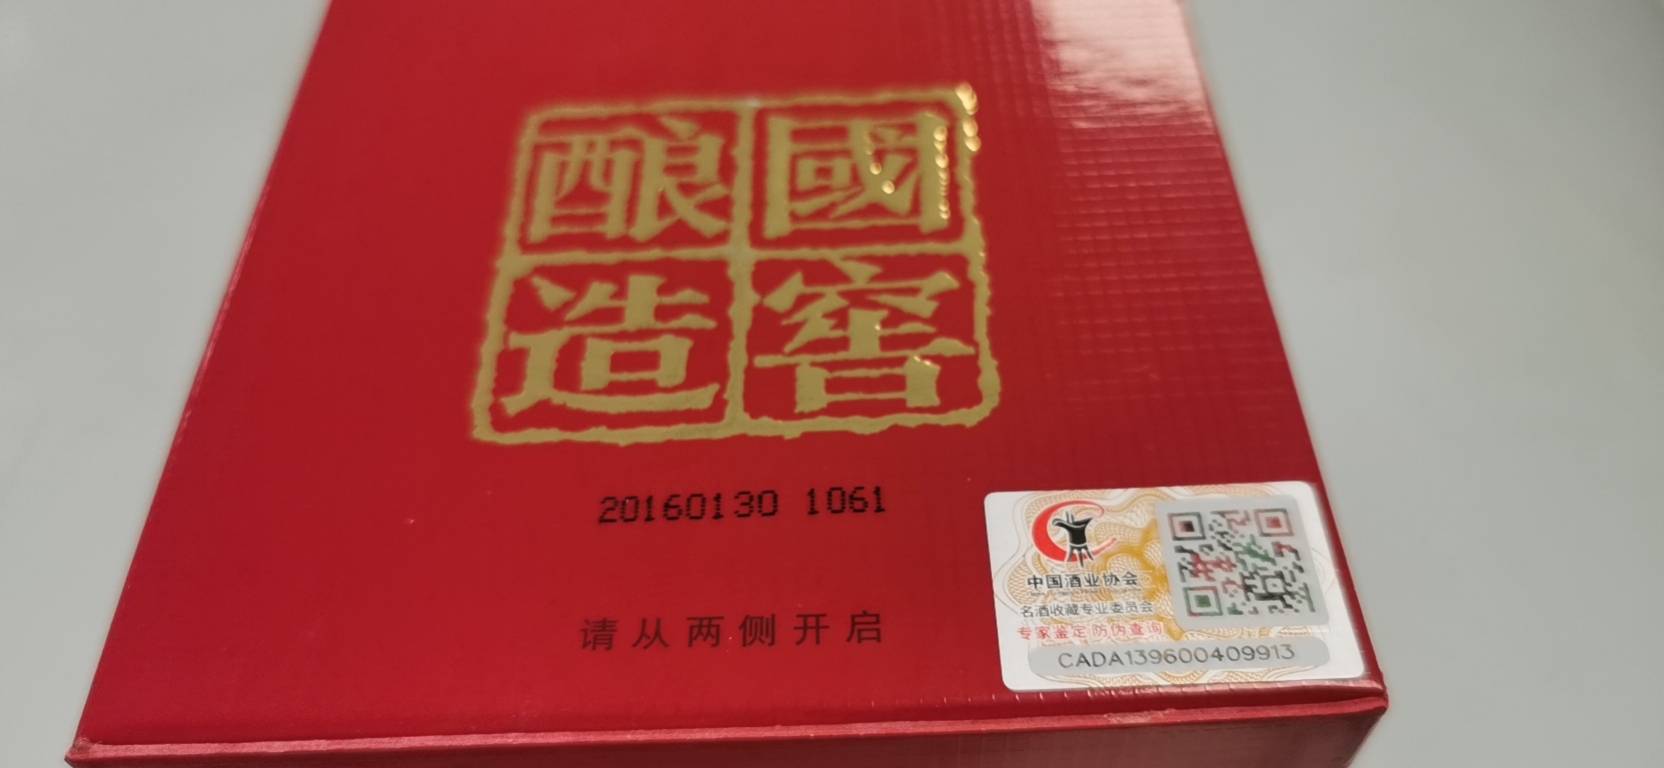 國窖
酿造
20160130 1061
请从两侧开启
中国酒业协会
名酒收藏专业委员会
专家鉴定 防伪查询
CADA139600409913